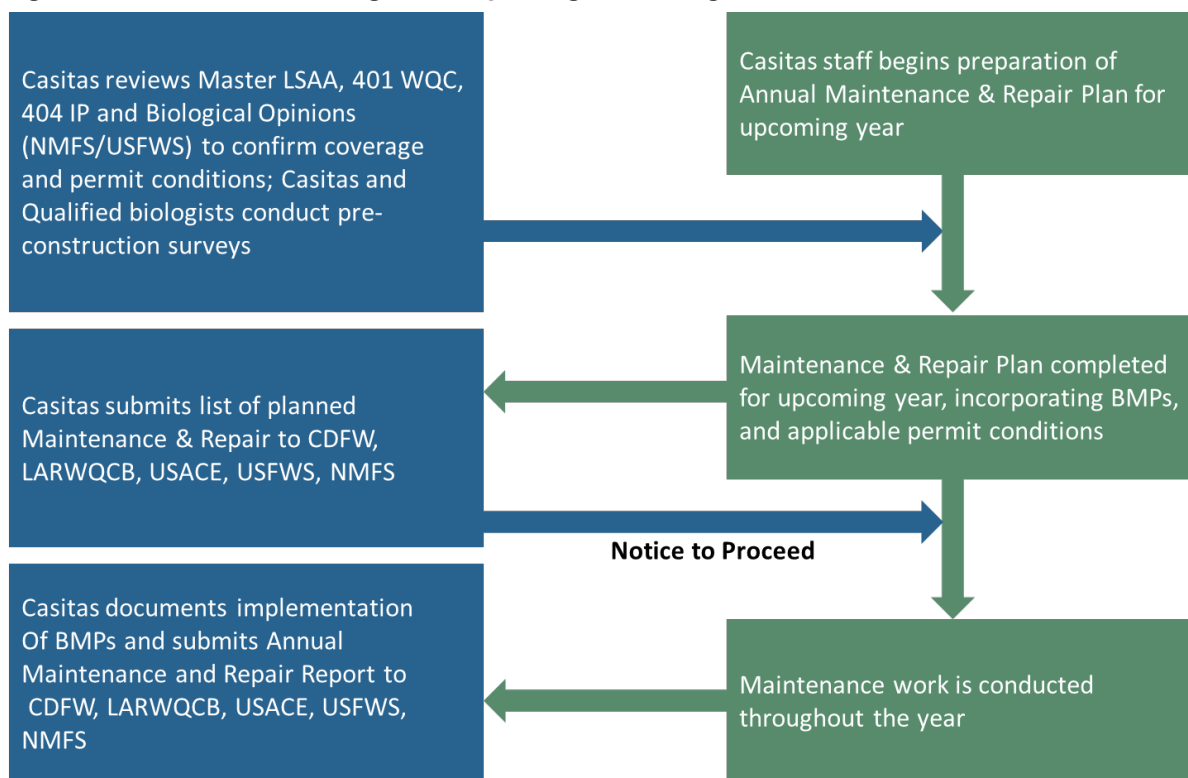 Casitas reviews Master LSAA, 401 WQC,
404 IP and Biological Opinions
(NMFS/USFWS) to confirm coverage
and permit conditions; Casitas and
Qualified biologists conduct pre-
construction surveys
Casitas staff begins preparation of
Annual Maintenance & Repair Plan for
upcoming year
Casitas submits list of planned
Maintenance & Repair to CDFW,
LARWQCB, USACE, USFWS, NMFS
Maintenance & Repair Plan completed
for upcoming year, incorporating BMPs,
and applicable permit conditions
Notice to Proceed
Casitas documents implementation
Of BMPs and submits Annual
Maintenance and Repair Report to
CDFW, LARWQCB, USACE, USFWS,
NMFS
Maintenance work is conducted
throughout the year